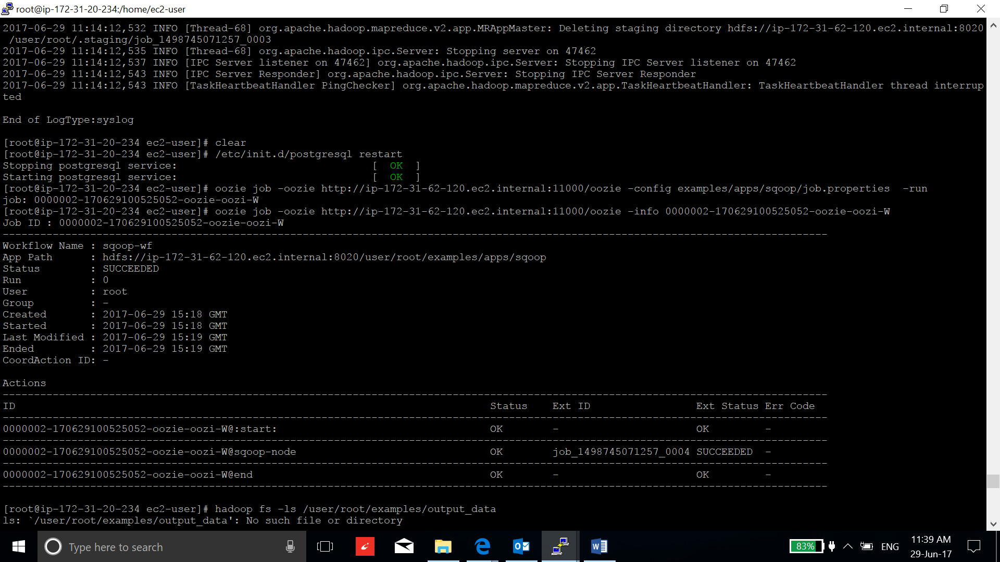 root@ip-172-31-20-234:/home/ec2-user
2017-06-29 11:14:12,532 INFO [Thread-68] org.apache.hadoop.mapreduce.v2.app.MRAppMaster: Deleting staging directory hdfs://ip-172-31-62-120.ec2.internal:8020
/user/root/.staging/job_1498745071257_0003
2017-06-29 11:14:12,535 INFO [Thread-68] org.apache.hadoop.ipc.Server: Stopping server on 47462
2017-06-29 11:14:12,537 INFO [IPC Server listener on 47462] org.apache.hadoop.ipc.Server: Stopping IPC Server listener on 47462
2017-06-29 11:14:12,543 INFO [IPC Server Responder] org.apache.hadoop.ipc.Server: Stopping IPC Server Responder
2017-06-29 11:14:12,543 INFO [TaskHeartbeatHandler PingChecker] org.apache.hadoop.mapreduce.v2.app.TaskHeartbeatHandler: TaskHeartbeatHandler thread interrup
ted
End of LogType:syslog
[root@ip-172-31-20-234 ec2-user]# clear
[root@ip-172-31-20-234 ec2-user]# /etc/init.d/postgresql restart
Stopping postgresql service: [ OK ]
Starting postgresql service: [ OK ]
[root@ip-172-31-20-234 ec2-user]# oozie job -oozie http://ip-172-31-62-120.ec2.internal:11000/oozie -config examples/apps/sqoop/job.properties -run
job: 0000002-170629100525052-oozie-oozi-W
[root@ip-172-31-20-234 ec2-user]# oozie job -oozie http://ip-172-31-62-120.ec2.internal:11000/oozie -info 0000002-170629100525052-oozie-oozi-W
Job ID : 0000002-170629100525052-oozie-oozi-W
------------------------------------------------------------------------------------------------------------------------------------
Workflow Name : sqoop-wf
App Path : hdfs://ip-172-31-62-120.ec2.internal:8020/user/root/examples/apps/sqoop
Status : SUCCEEDED
Run : 0
User : root
Group : -
Created : 2017-06-29 15:18 GMT
Started : 2017-06-29 15:18 GMT
Last Modified : 2017-06-29 15:19 GMT
Ended : 2017-06-29 15:19 GMT
CoordAction ID: -
Actions
------------------------------------------------------------------------------------------------------------------------------------
ID Status Ext ID Ext Status Err Code
------------------------------------------------------------------------------------------------------------------------------------
0000002-170629100525052-oozie-oozi-W@:start: OK - OK -
------------------------------------------------------------------------------------------------------------------------------------
0000002-170629100525052-oozie-oozi-W@sqoop-node OK job_1498745071257_0004 SUCCEEDED -
------------------------------------------------------------------------------------------------------------------------------------
0000002-170629100525052-oozie-oozi-W@end OK - OK -
------------------------------------------------------------------------------------------------------------------------------------
[root@ip-172-31-20-234 ec2-user]# hadoop fs -ls /user/root/examples/output_data
ls: `/user/root/examples/output_data': No such file or directory
Type here to search
83%
ENG
11:39 AM
29-Jun-17